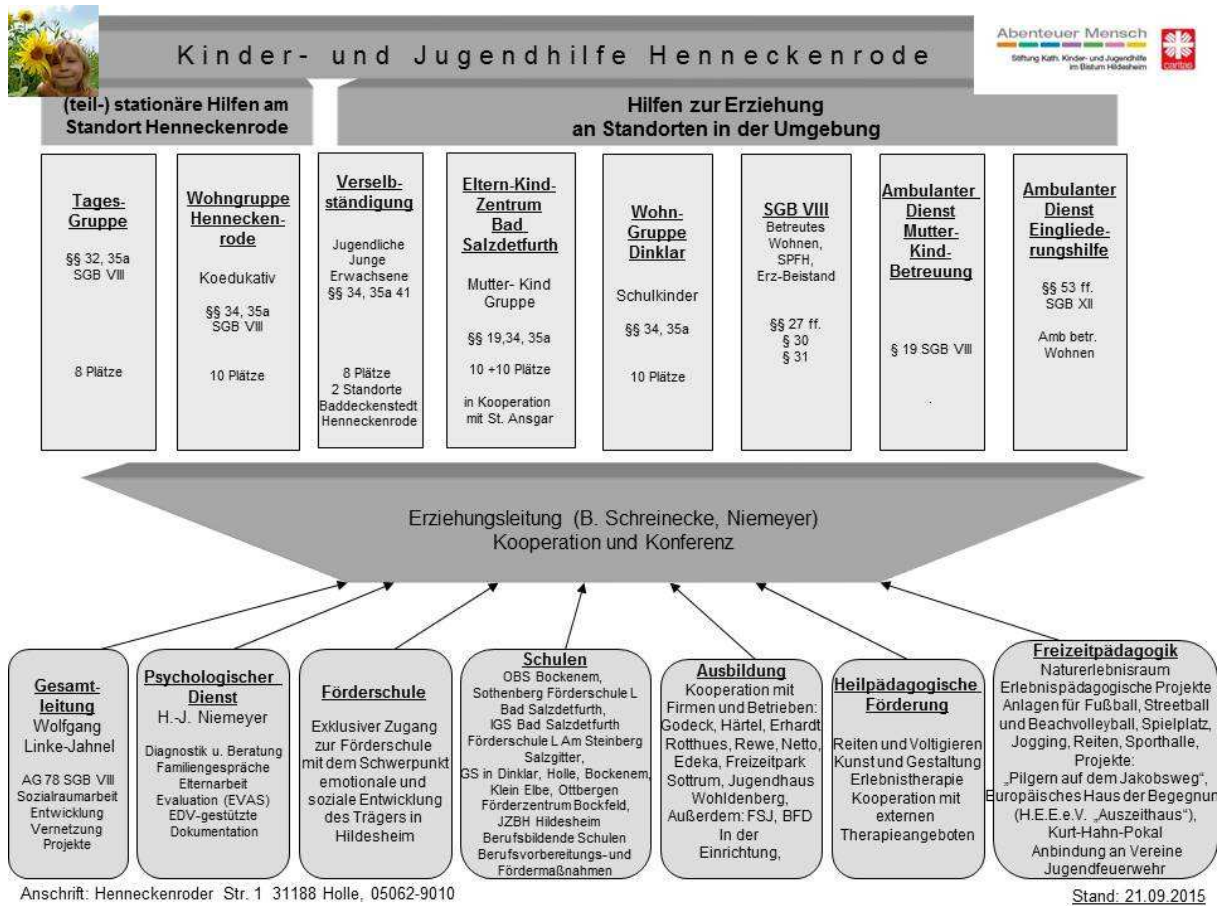 Kinder- und Jugendhilfe Henneckenrode
Abenteuer Mensch
Stiftung Kath. Kinder- und Jugendhilfe
im Bistum Hildesheim
caritas
(teil-) stationäre Hilfen am
Standort Henneckenrode
Hilfen zur Erziehung
an Standorten in der Umgebung
Tages-
Gruppe
§§ 32, 35a
SGB VIII
8 Plätze
Wohngruppe
Hennecken-
rode
Koedukativ
§§ 34, 35a
SGB VIII
10 Plätze
Verselb-
ständigung
Jugendliche
Junge
Erwachsene
§§ 34, 35a 41
8 Plätze
2 Standorte
Baddeckenstedt
Henneckenrode
Eltern-Kind-
Zentrum
Bad
Salzdetfurth
Mutter- Kind
Gruppe
§§ 19,34, 35a
10 +10 Plätze
in Kooperation
mit St. Ansgar
Wohn-
Gruppe
Dinklar
Schulkinder
§§ 34, 35a
10 Plätze
SGB VIII
Betreutes
Wohnen,
SPFH,
Erz-Beistand
§§ 27 ff.
§ 30
§ 31
Ambulanter
Dienst
Mutter-
Kind-
Betreuung
§ 19 SGB VIII
.
Ambulanter
Dienst
Eingliede-
rungshilfe
§§ 53 ff.
SGB XII
Amb betr.
Wohnen
Erziehungsleitung (B. Schreinecke, Niemeyer)
Kooperation und Konferenz
Gesamt-
leitung
Wolfgang
Linke-Jahnel
AG 78 SGB VIII
Sozialraumarbeit
Entwicklung
Vernetzung
Projekte
Psychologischer
Dienst
H.-J. Niemeyer
Diagnostik u. Beratung
Familiengespräche
Elternarbeit
Evaluation (EVAS)
EDV-gestützte
Dokumentation
Förderschule
Exklusiver Zugang
zur Förderschule
mit dem Schwerpunkt
emotionale und
soziale Entwicklung
des Trägers in
Hildesheim
Schulen
OBS Bockenem,
Sothenberg Förderschule L
Bad Salzdetfurth,
IGS Bad Salzdetfurth
Förderschule L Am Steinberg
Salzgitter,
GS in Dinklar, Holle, Bockenem,
Klein Elbe, Ottbergen
Förderzentrum Bockfeld,
JZBH Hildesheim
Berufsbildende Schulen
Berufsvorbereitungs- und
Fördermaßnahmen
Ausbildung
Kooperation mit
Firmen und Betrieben:
Godeck, Härtel, Erhardt
Rotthues, Rewe, Netto,
Edeka, Freizeitpark
Sottrum, Jugendhaus
Wohldenberg,
Außerdem: FSJ, BFD
In der
Einrichtung,
Heilpädagogische
Förderung
Reiten und Voltigieren
Kunst und Gestaltung
Erlebnistherapie
Kooperation mit
externen
Therapieangeboten
Freizeitpädagogik
Naturerlebnisraum
Erlebnispädagogische Projekte
Anlagen für Fußball, Streetball
und Beachvolleyball, Spielplatz,
Jogging, Reiten, Sporthalle,
Projekte:
„Pilgern auf dem Jakobsweg",
Europäisches Haus der Begegnun
(H.E.E.e.V. „Auszeithaus"),
Kurt-Hahn-Pokal
Anbindung an Vereine
Jugendfeuerwehr
Anschrift: Henneckenroder Str. 1 31188 Holle, 05062-9010
Stand: 21.09.2015